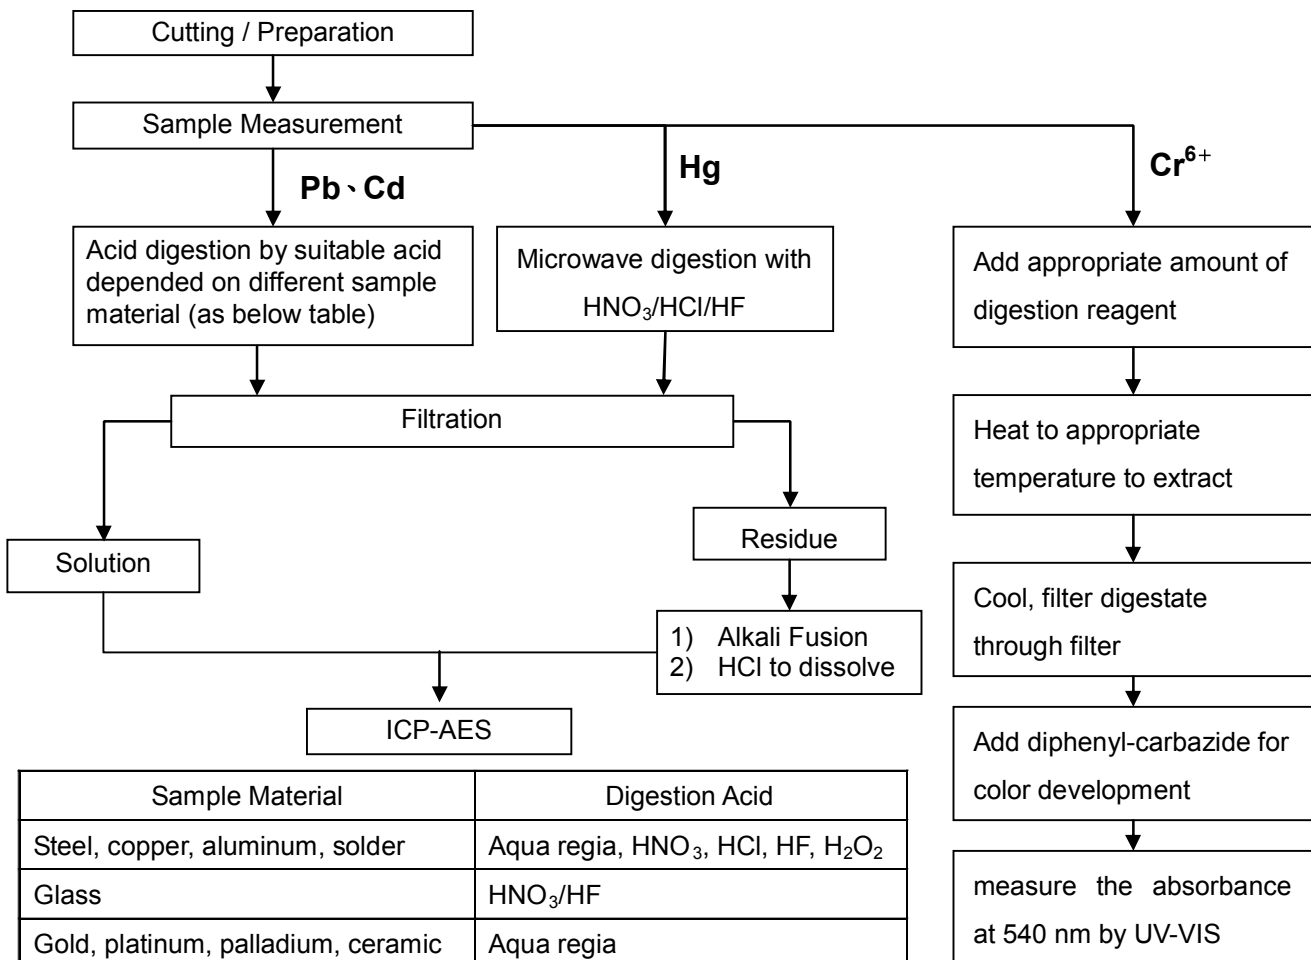 Cutting / Preparation
Sample Measurement
Pb、Cd
Hg
Cr⁶⁺
Acid digestion by suitable acid
depended on different sample
material (as below table)
Microwave digestion with
HNO₃/HCl/HF
Add appropriate amount of
digestion reagent
Filtration
Heat to appropriate
temperature to extract
Solution
Residue
1) Alkali Fusion
2) HCl to dissolve
Cool, filter digestate
through filter
ICP-AES
Add diphenyl-carbazide for
color development
measure the absorbance
at 540 nm by UV-VIS
Sample Material Digestion Acid
Steel, copper, aluminum, solder Aqua regia, HNO₃, HCl, HF, H₂O₂
Glass HNO₃/HF
Gold, platinum, palladium, ceramic Aqua regia